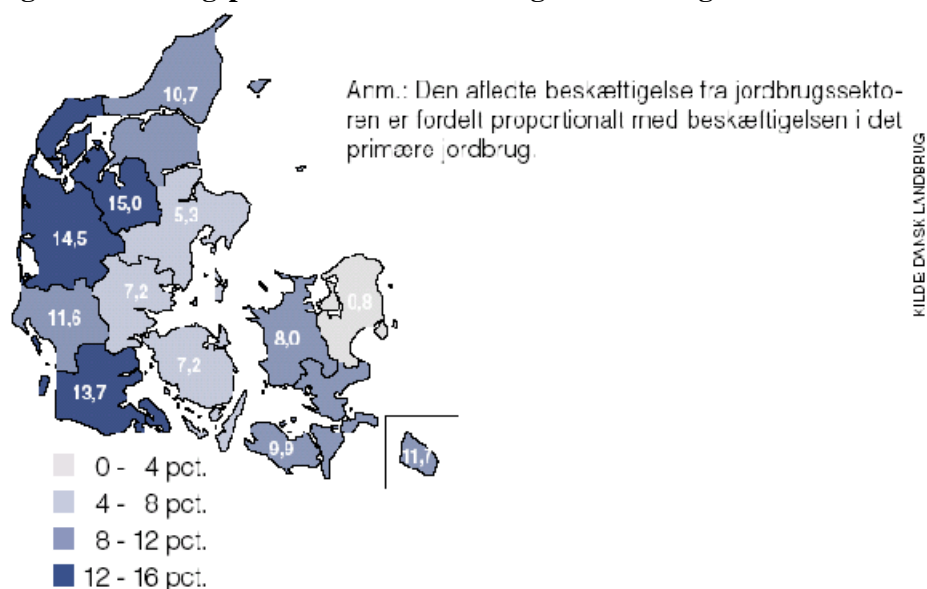 10,7
Anm.: Den afledte beskæftigelse fra jordbrugssekto-
ren er fordelt proportionalt med beskæftigelsen i det
primære jordbrug.
KILDE: DANSK LANDBRUG
15,0
5,3
14,5
7,2
0,8
11,6
8,0
7,2
13,7
9,9
11,7
0 - 4 pct.
4 - 8 pct.
8 - 12 pct.
12 - 16 pct.